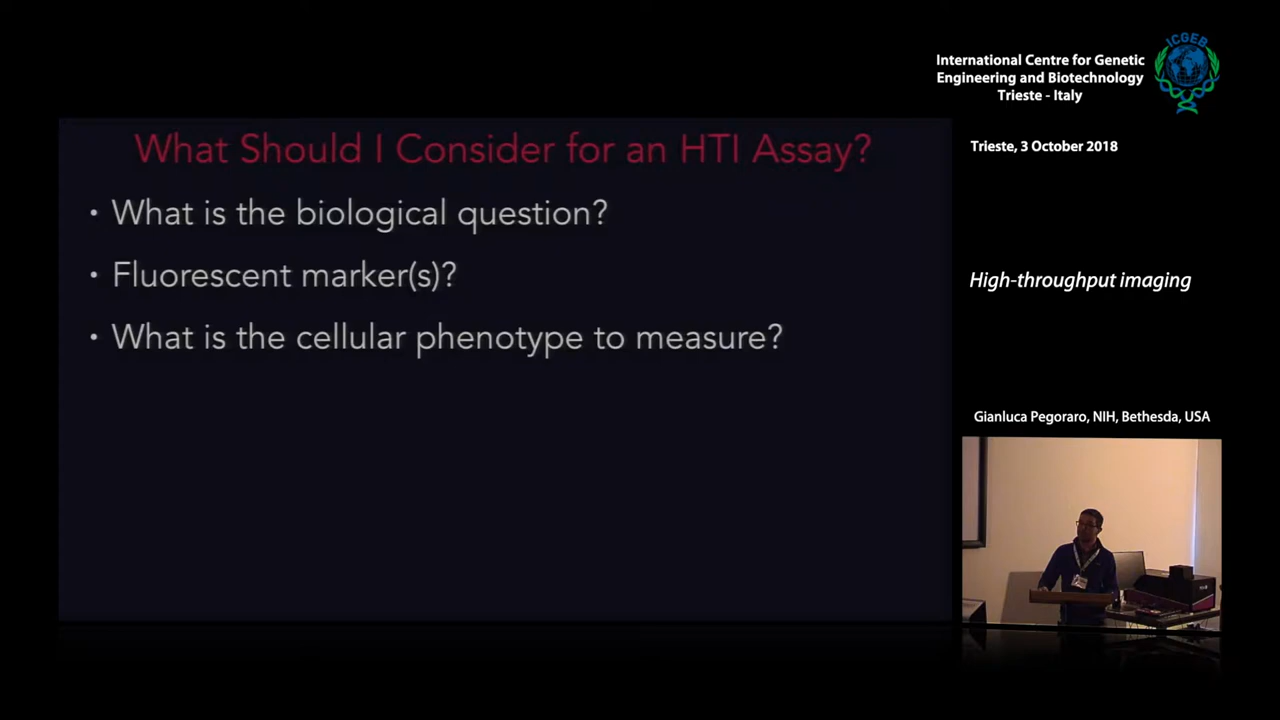 International Centre for Genetic
Engineering and Biotechnology
Trieste - Italy
ICGEB
Trieste, 3 October 2018
What Should I Consider for an HTI Assay?
• What is the biological question?
• Fluorescent marker(s)?
• What is the cellular phenotype to measure?
High-throughput imaging
Gianluca Pegoraro, NIH, Bethesda, USA